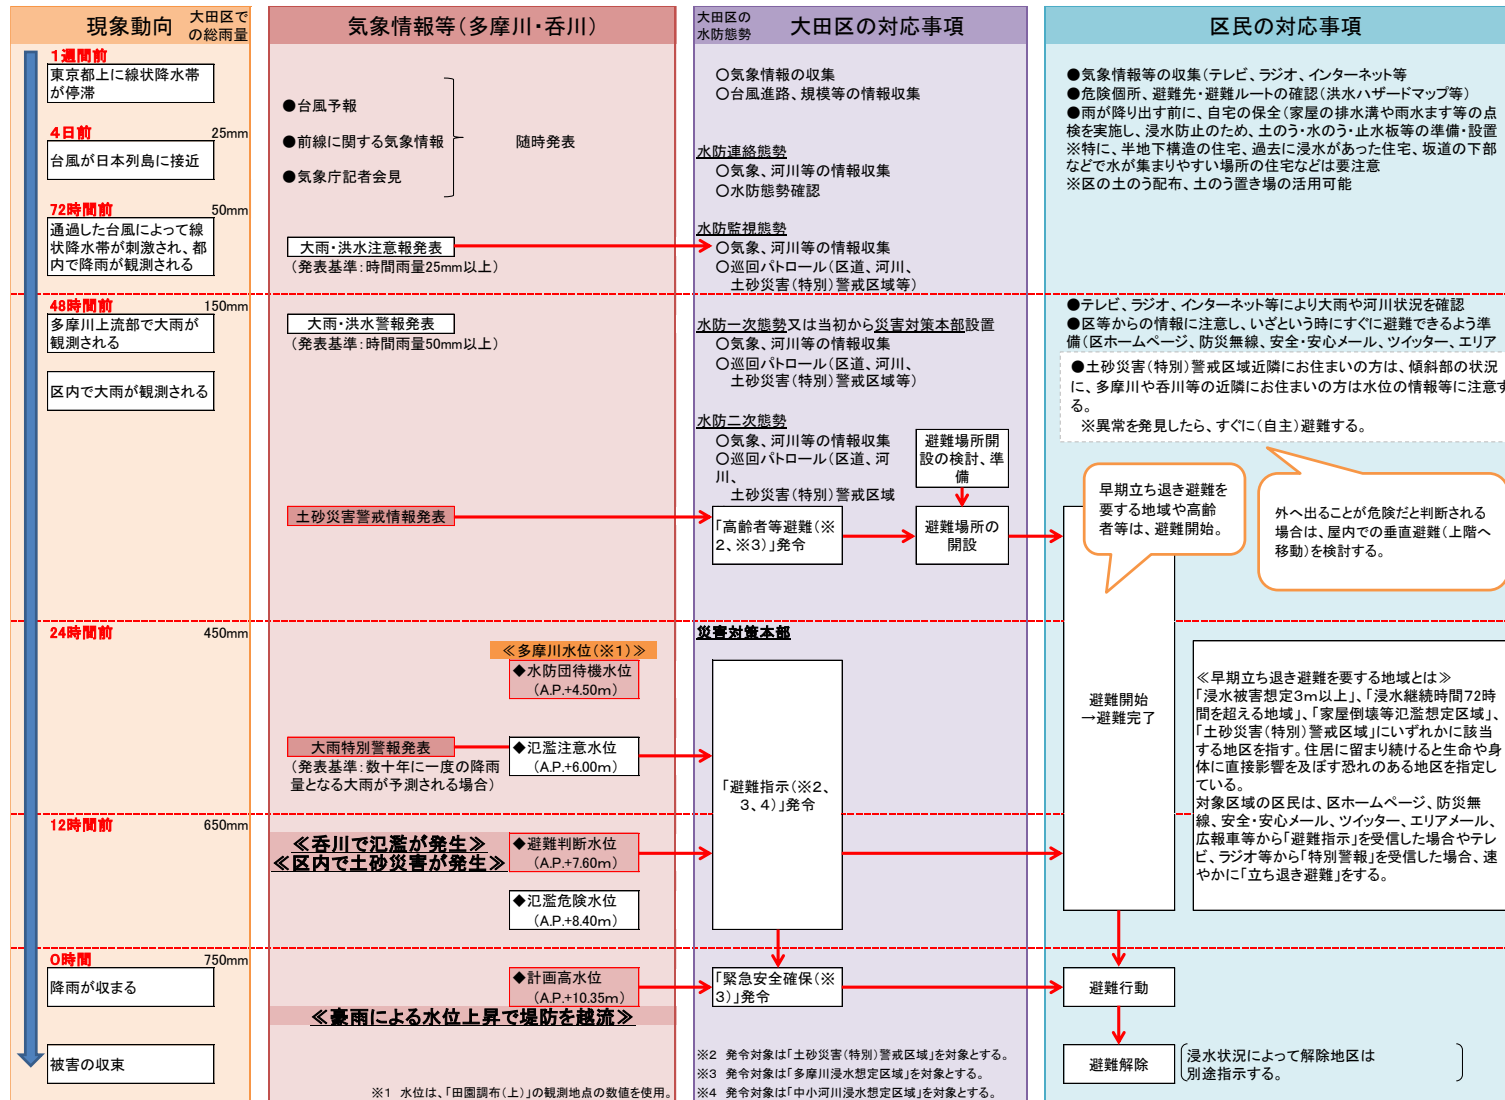 現象動向
大田区で
の総雨量
1週間前
東京都上に線状降水帯
が停滞
4日前
25mm
台風が日本列島に接近
72時間前
50mm
通過した台風によって線
状降水帯が刺激され、都
内で降雨が観測される
48時間前
150mm
多摩川上流部で大雨が
観測される
区内で大雨が観測される
24時間前
450mm
12時間前
650mm
0時間
750mm
降雨が収まる
被害の収束
気象情報等(多摩川・呑川)
●台風予報
●前線に関する気象情報
●気象庁記者会見
随時発表
大雨・洪水注意報発表
(発表基準:時間雨量25mm以上)
大雨・洪水警報発表
(発表基準:時間雨量50mm以上)
土砂災害警戒情報発表
≪多摩川水位(※1)≫
◆水防団待機水位
(A.P.+4.50m)
大雨特別警報発表
(発表基準:数十年に一度の降雨
量となる大雨が予測される場合)
◆氾濫注意水位
(A.P.+6.00m)
≪呑川で氾濫が発生≫
≪区内で土砂災害が発生≫
◆避難判断水位
(A.P.+7.60m)
◆氾濫危険水位
(A.P.+8.40m)
◆計画高水位
(A.P.+10.35m)
≪豪雨による水位上昇で堤防を越流≫
※1 水位は、「田園調布(上)」の観測地点の数値を使用。
大田区の
水防態勢
大田区の対応事項
○気象情報の収集
○台風進路、規模等の情報収集
水防連絡態勢
○気象、河川等の情報収集
○水防態勢確認
水防監視態勢
○気象、河川等の情報収集
○巡回パトロール(区道、河川、
土砂災害(特別)警戒区域等)
水防一次態勢又は当初から災害対策本部設置
○気象、河川等の情報収集
○巡回パトロール(区道、河川、
土砂災害(特別)警戒区域等)
水防二次態勢
○気象、河川等の情報収集
○巡回パトロール(区道、河
川、
土砂災害(特別)警戒区域
避難場所開
設の検討、準
備
「高齢者等避難(※
2、※3)」発令
避難場所の
開設
災害対策本部
「避難指示(※2、
3、4)」発令
「緊急安全確保(※
3)」発令
※2 発令対象は「土砂災害(特別)警戒区域」を対象とする。
※3 発令対象は「多摩川浸水想定区域」を対象とする。
※4 発令対象は「中小河川浸水想定区域」を対象とする。
区民の対応事項
●気象情報等の収集(テレビ、ラジオ、インターネット等
●危険個所、避難先・避難ルートの確認(洪水ハザードマップ等)
●雨が降り出す前に、自宅の保全(家屋の排水溝や雨水ます等の点
検を実施し、浸水防止のため、土のう・水のう・止水板等の準備・設置
※特に、半地下構造の住宅、過去に浸水があった住宅、坂道の下部
などで水が集まりやすい場所の住宅などは要注意
※区の土のう配布、土のう置き場の活用可能
●テレビ、ラジオ、インターネット等により大雨や河川状況を確認
●区等からの情報に注意し、いざという時にすぐに避難できるよう準
備(区ホームページ、防災無線、安全・安心メール、ツイッター、エリア
●土砂災害(特別)警戒区域近隣にお住まいの方は、傾斜部の状況
に、多摩川や呑川等の近隣にお住まいの方は水位の情報等に注意す
る。
※異常を発見したら、すぐに(自主)避難する。
早期立ち退き避難を
要する地域や高齢
者等は、避難開始。
外へ出ることが危険だと判断される
場合は、屋内での垂直避難(上階へ
移動)を検討する。
避難開始
→避難完了
≪早期立ち退き避難を要する地域とは≫
「浸水被害想定3m以上」、「浸水継続時間72時
間を超える地域」、「家屋倒壊等氾濫想定区域」、
「土砂災害(特別)警戒区域」にいずれかに該当
する地区を指す。住居に留まり続けると生命や身
体に直接影響を及ぼす恐れのある地区を指定し
ている。
対象区域の区民は、区ホームページ、防災無
線、安全・安心メール、ツイッター、エリアメール、
広報車等から「避難指示」を受信した場合やテレ
ビ、ラジオ等から「特別警報」を受信した場合、速
やかに「立ち退き避難」をする。
避難行動
避難解除
浸水状況によって解除地区は
別途指示する。